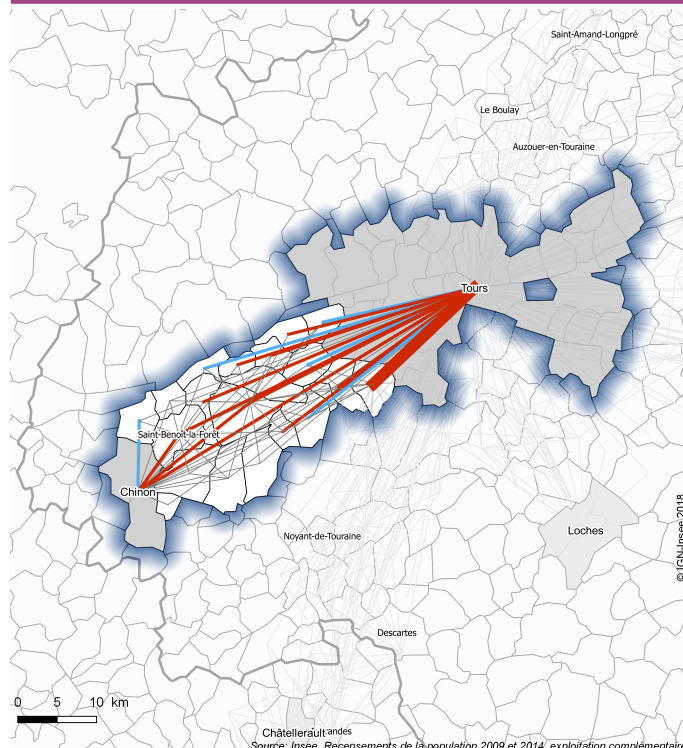 Saint-Amand-Longpré
Le Boulay
Auzouer-en-Touraine
Tours
Saint-Benoît-la-Forêt
Chinon
©IGN-Insee 2018
Loches
Noyant-de-Touraine
Descartes
0 5 10 km
Châtellerault
Source: Insee, Recensements de la population 2009 et 2014, exploitation complémentaire